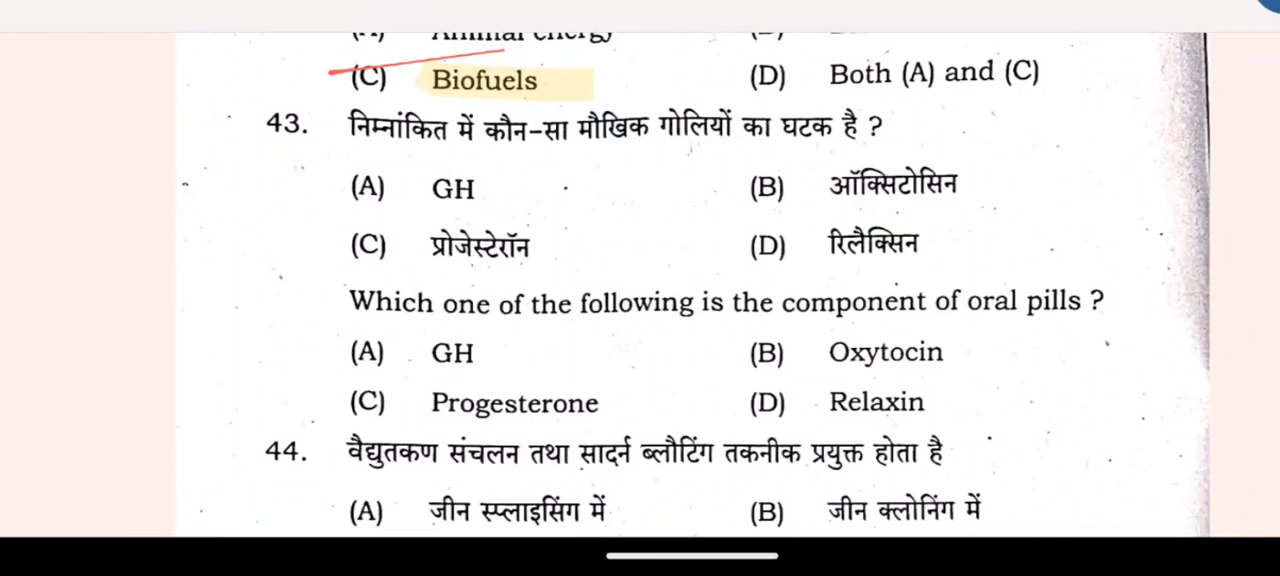 (C) Biofuels (D) Both (A) and (C)
43. निम्नांकित में कौन-सा मौखिक गोलियों का घटक है ?
(A) GH (B) ऑक्सिटोसिन
(C) प्रोजेस्टेरॉन (D) रिलैक्सिन
Which one of the following is the component of oral pills ?
(A) GH (B) Oxytocin
(C) Progesterone (D) Relaxin
44. वैद्युतकण संचलन तथा सादर्न ब्लौटिंग तकनीक प्रयुक्त होता है
(A) जीन स्प्लाइसिंग में (B) जीन क्लोनिंग में